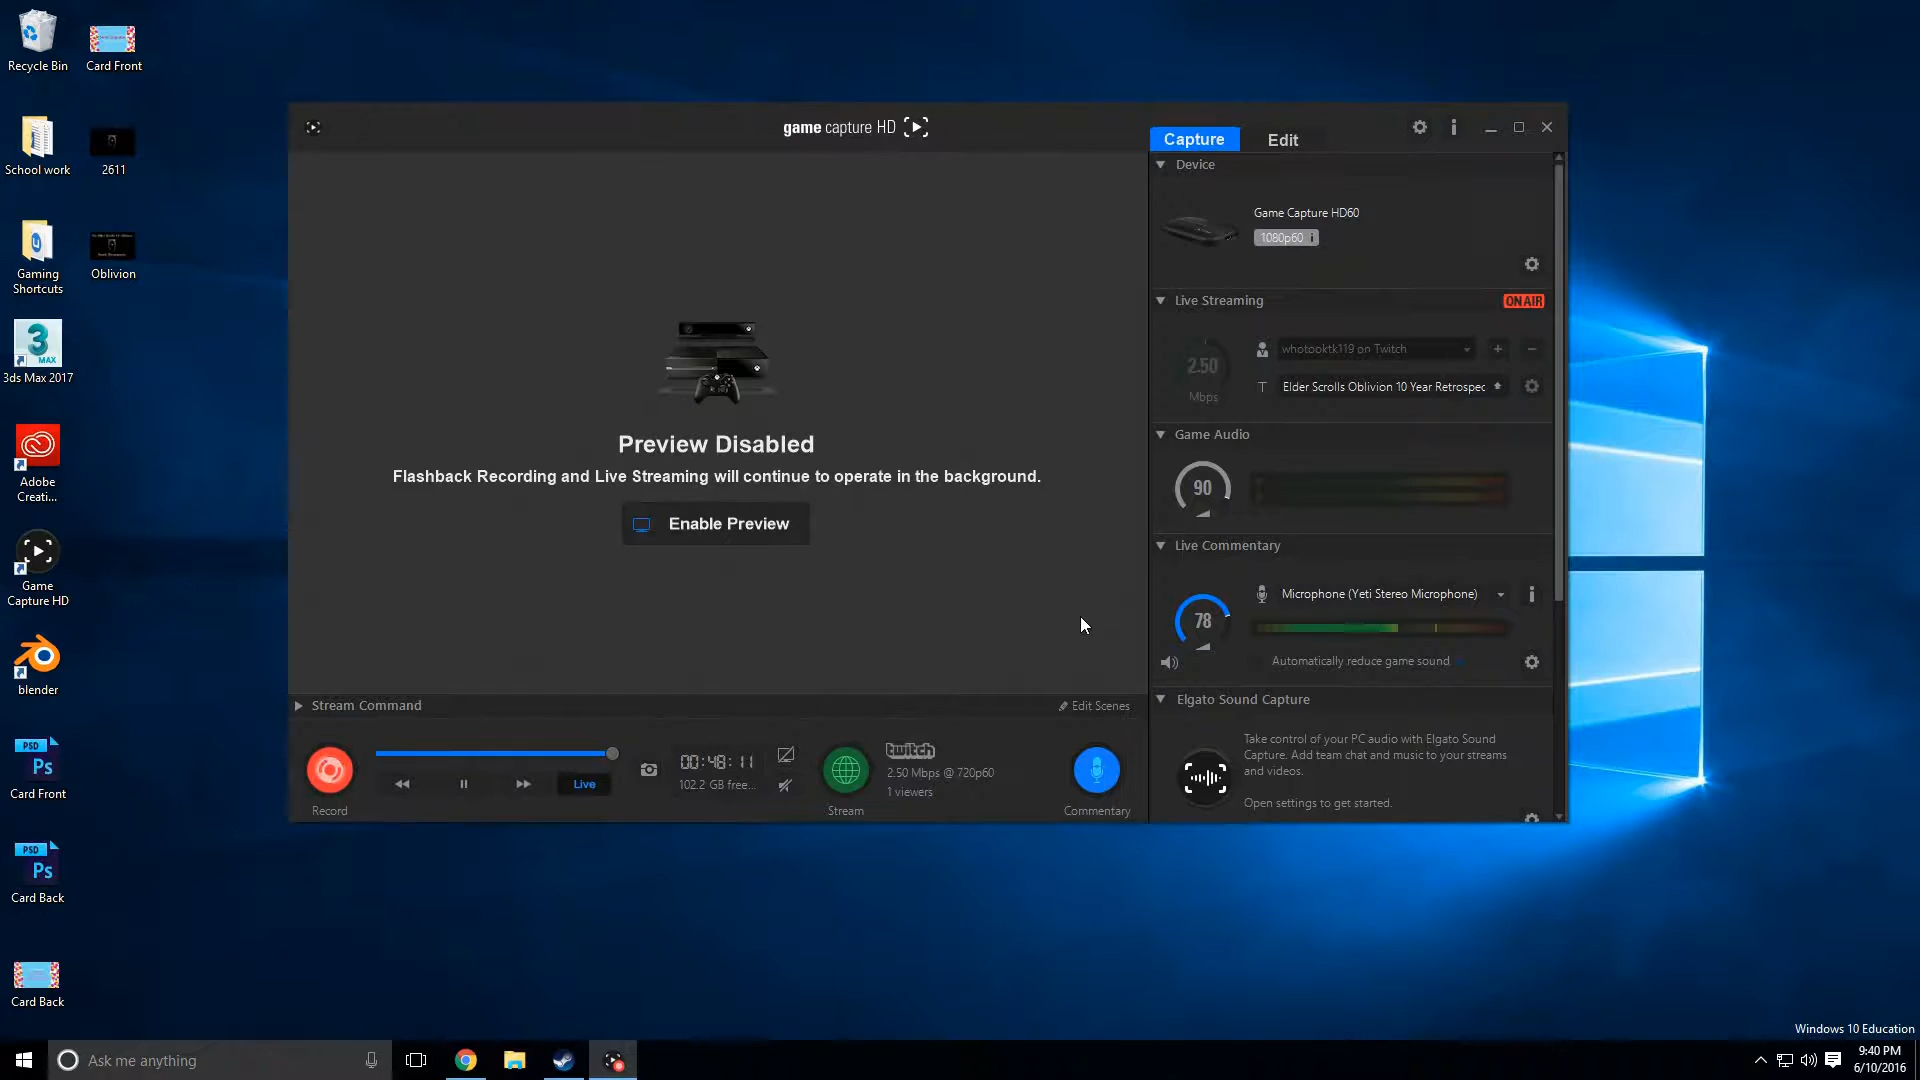 Recycle Bin
Card Front
School work
2611
Gaming
Shortcuts
Oblivion
3
MAX
3ds Max 2017
Adobe
Creati...
Game
Capture HD
blender
PSD
Ps
Card Front
PSD
Ps
Card Back
Card Back
game capture HD
Capture
Edit
Device
Game Capture HD60
1080p60 i
Live Streaming
ON AIR
2.50
Mbps
whotooktk119 on Twitch
T
Elder Scrolls Oblivion 10 Year Retrospec
Game Audio
90
Live Commentary
78
Microphone (Yeti Stereo Microphone)
Automatically reduce game sound
Elgato Sound Capture
Take control of your PC audio with Elgato Sound
Capture. Add team chat and music to your streams
and videos.
Open settings to get started.
Preview Disabled
Flashback Recording and Live Streaming will continue to operate in the background.
Enable Preview
Stream Command
Edit Scenes
Record
Live
00:48:11
102.2 GB free...
Stream
twitch
2.50 Mbps @ 720p60
1 viewers
Commentary
Windows 10 Education
Ask me anything
9:40 PM
6/10/2016